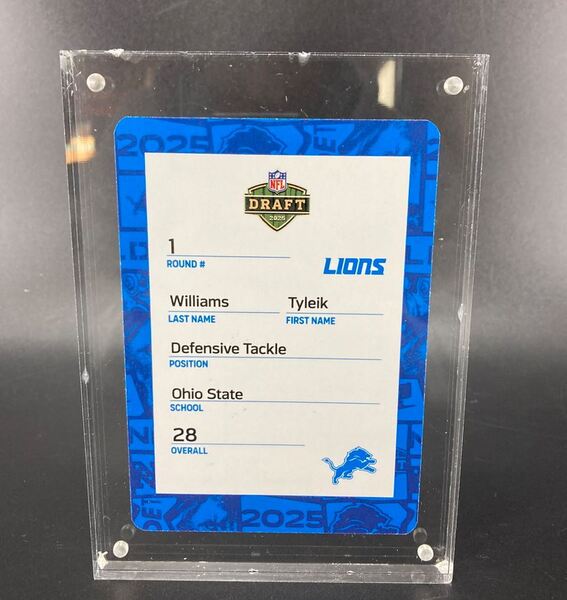 2025
NFL
DRAFT
2025
1
ROUND #
LIONS
Williams Tyleik
LAST NAME FIRST NAME
Defensive Tackle
POSITION
Ohio State
SCHOOL
28
OVERALL
2025